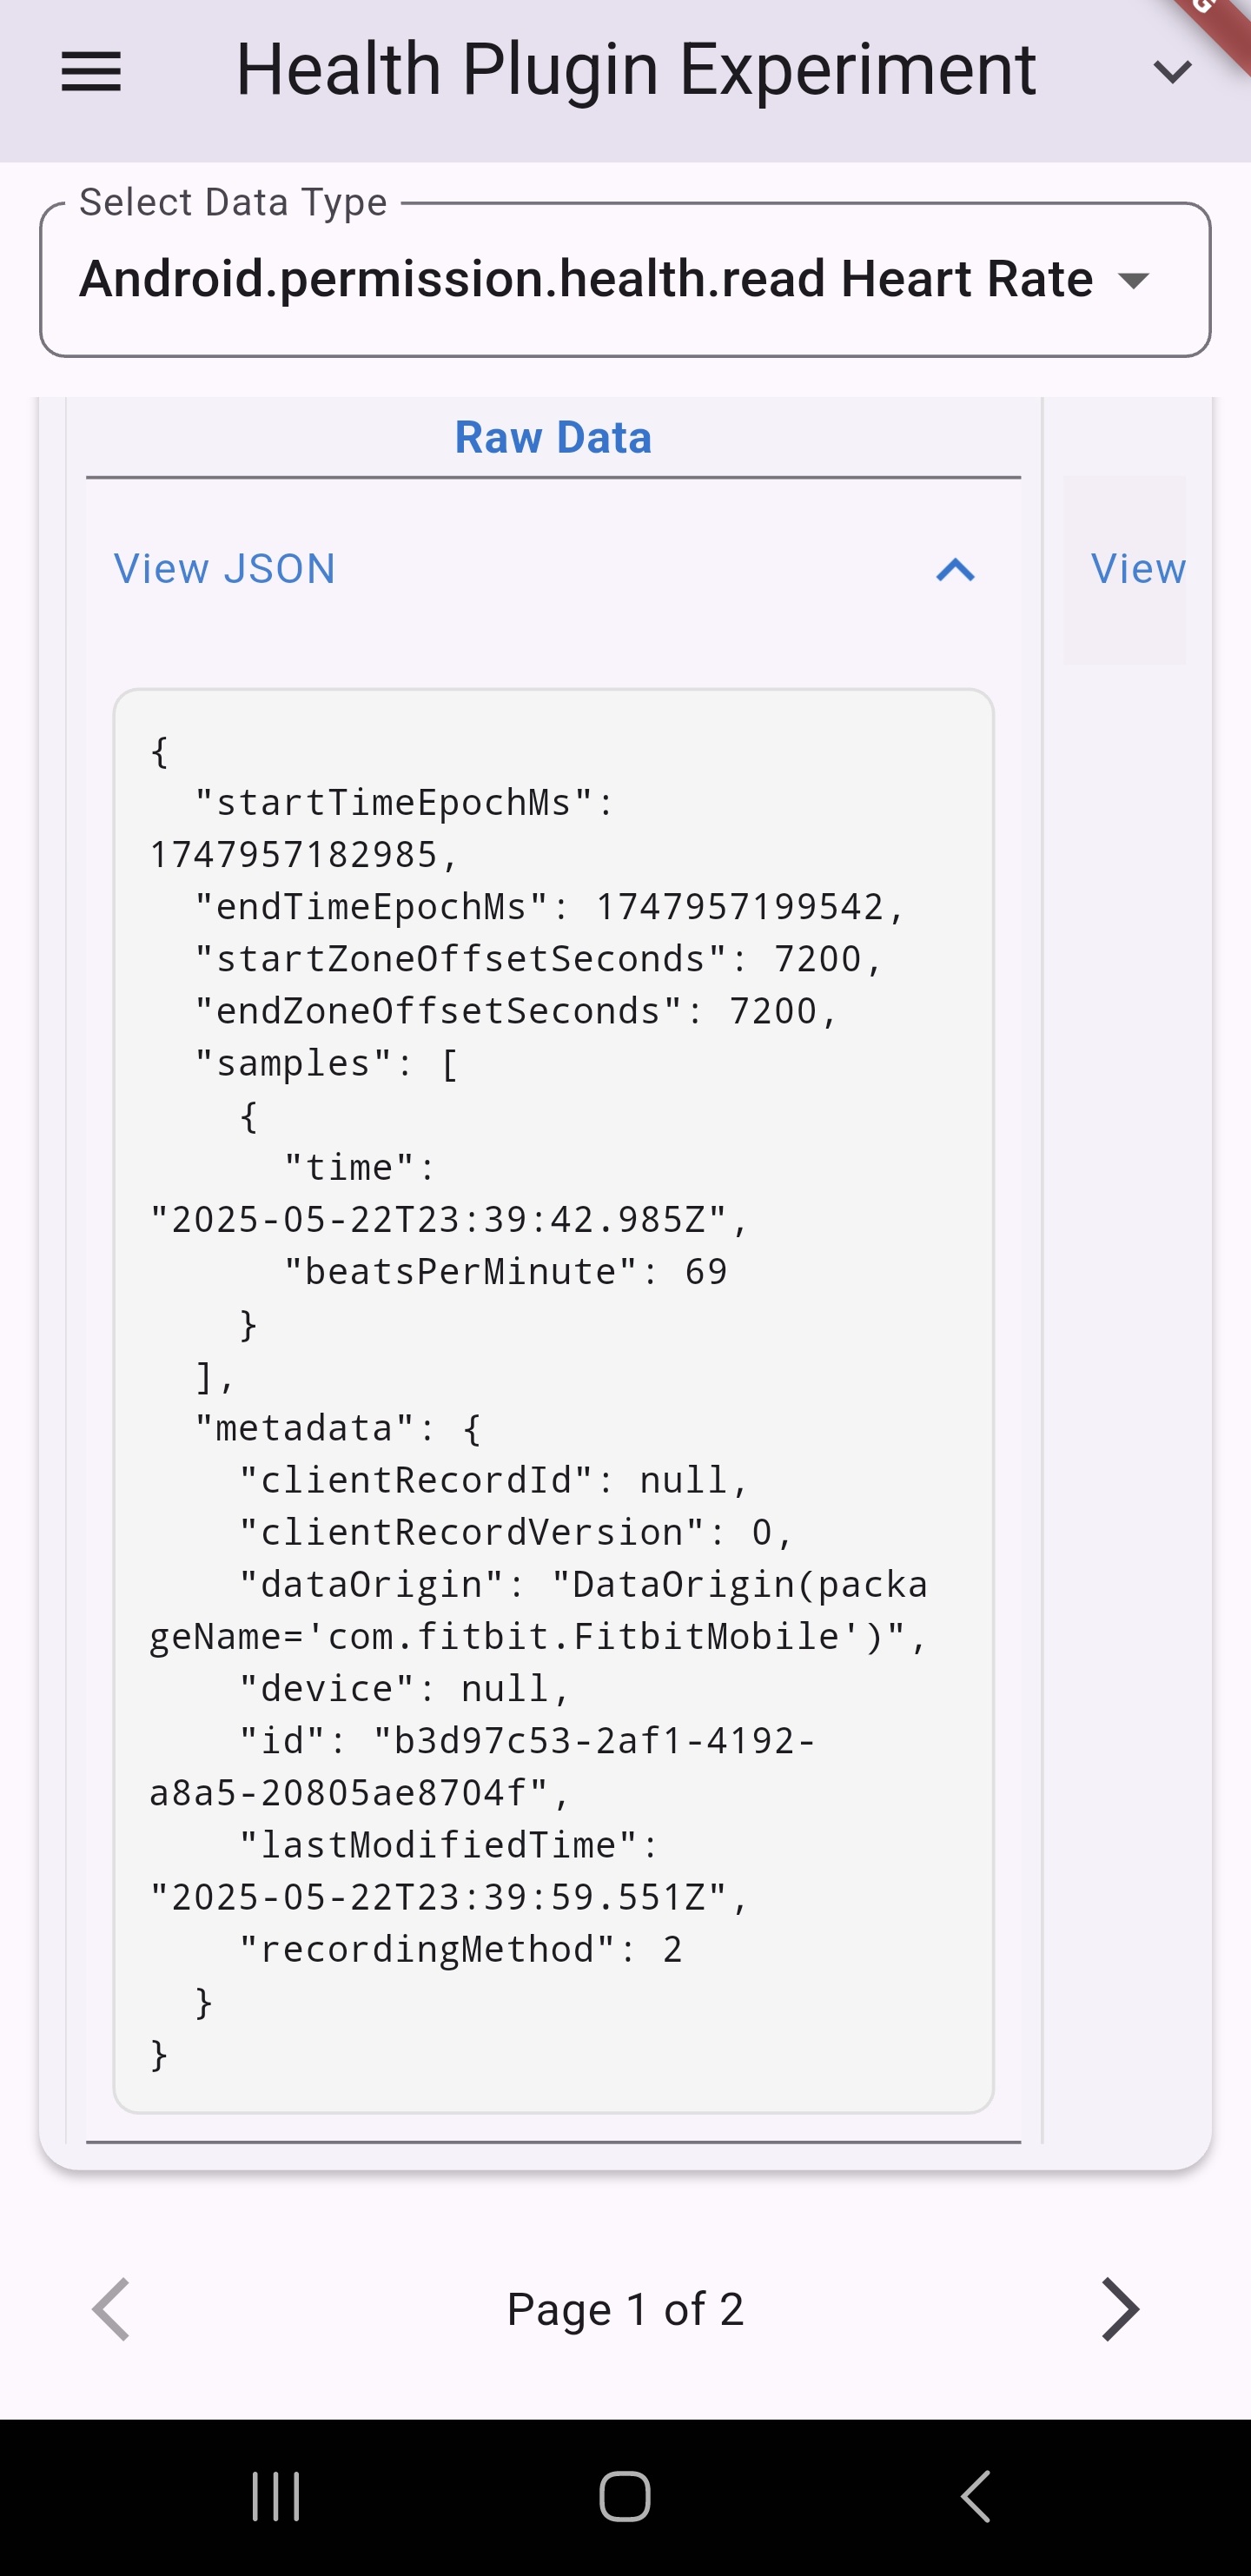 G
Health Plugin Experiment
Select Data Type
Android.permission.health.read Heart Rate
Raw Data
View JSON
View
{
  "startTimeEpochMs":
1747957182985,
  "endTimeEpochMs": 1747957199542,
  "startZoneOffsetSeconds": 7200,
  "endZoneOffsetSeconds": 7200,
  "samples": [
    {
      "time":
"2025-05-22T23:39:42.985Z",
      "beatsPerMinute": 69
    }
  ],
  "metadata": {
    "clientRecordId": null,
    "clientRecordVersion": 0,
    "dataOrigin": "DataOrigin(packa
geName='com.fitbit.FitbitMobile')",
    "device": null,
    "id": "b3d97c53-2af1-4192-
a8a5-20805ae8704f",
    "lastModifiedTime":
"2025-05-22T23:39:59.551Z",
    "recordingMethod": 2
  }
}
Page 1 of 2